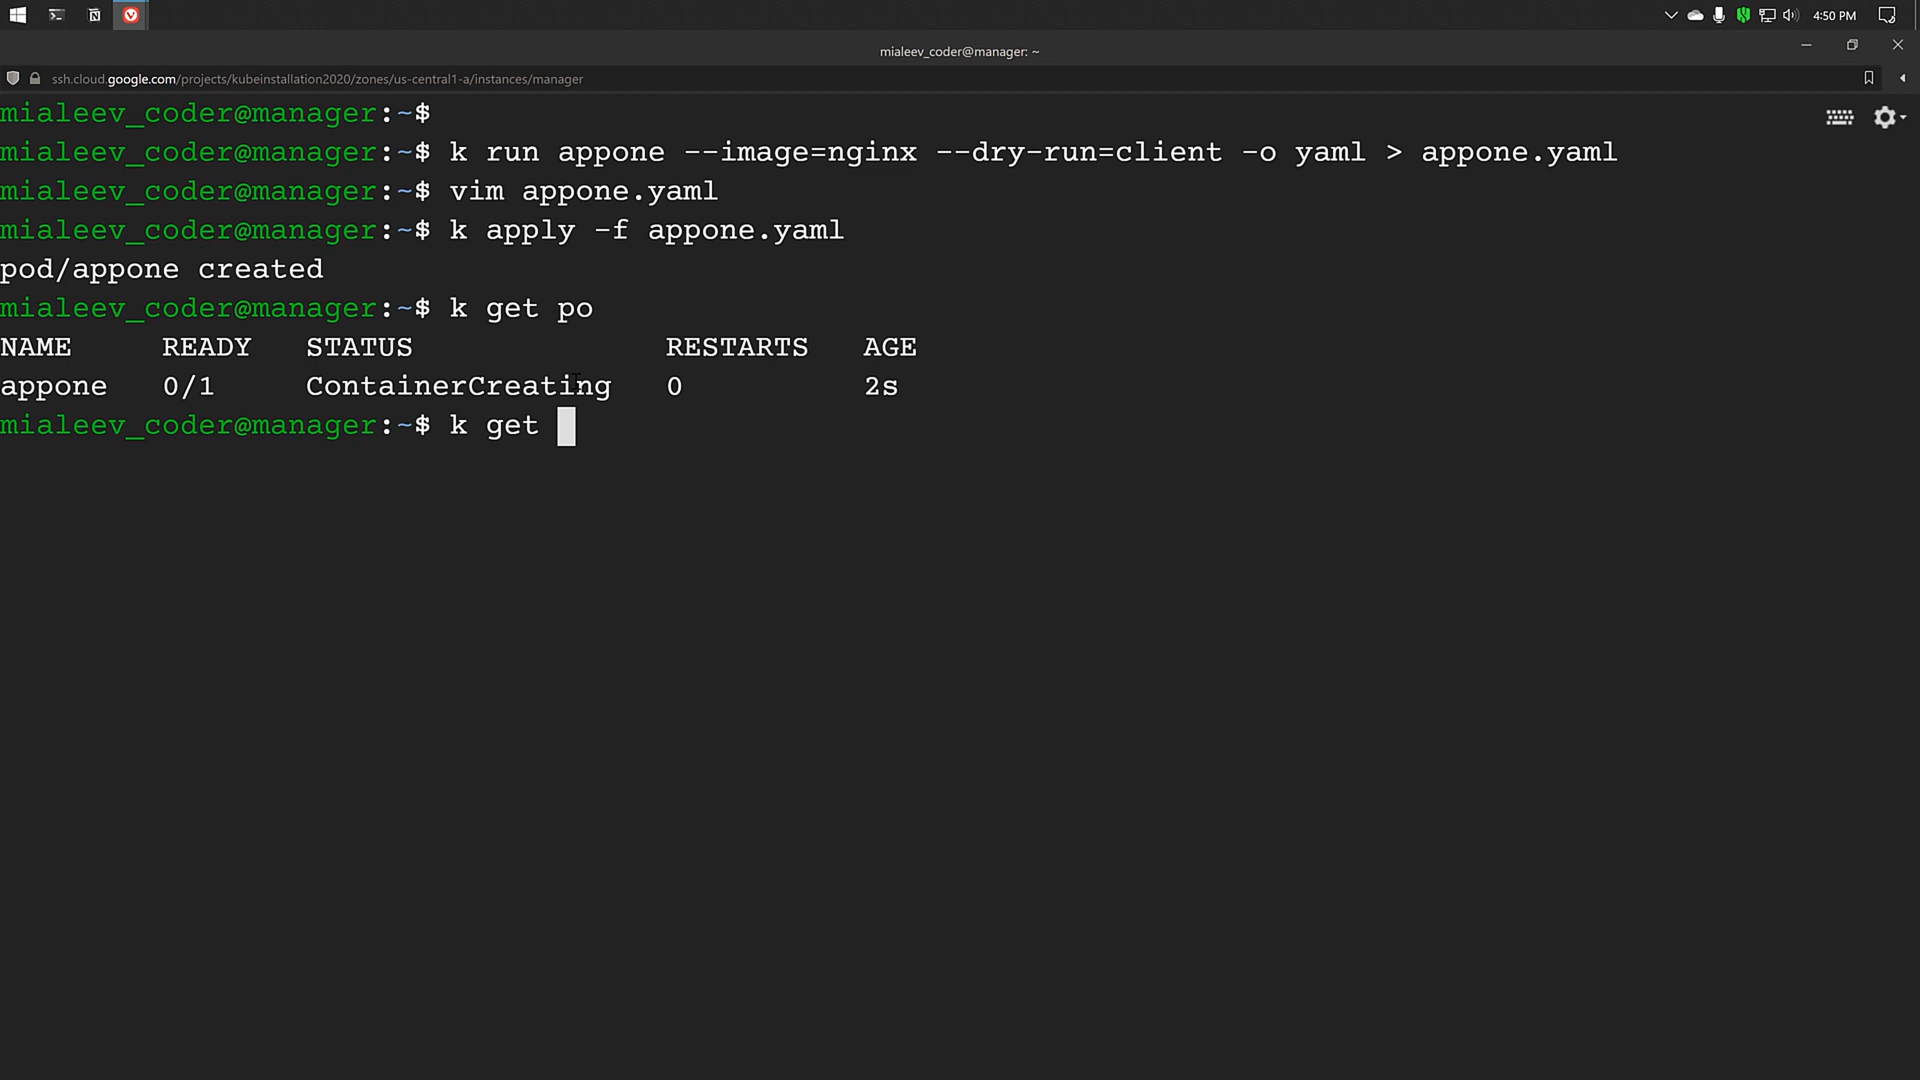 4:50 PM
mialeev_coder@manager: ~
ssh.cloud.google.com/projects/kubeinstallation2020/zones/us-central1-a/instances/manager
mialeev_coder@manager:~$
mialeev_coder@manager:~$ k run appone --image=nginx --dry-run=client -o yaml > appone.yaml
mialeev_coder@manager:~$ vim appone.yaml
mialeev_coder@manager:~$ k apply -f appone.yaml
pod/appone created
mialeev_coder@manager:~$ k get po
NAME READY STATUS RESTARTS AGE
appone 0/1 ContainerCreating 0 2s
mialeev_coder@manager:~$ k get